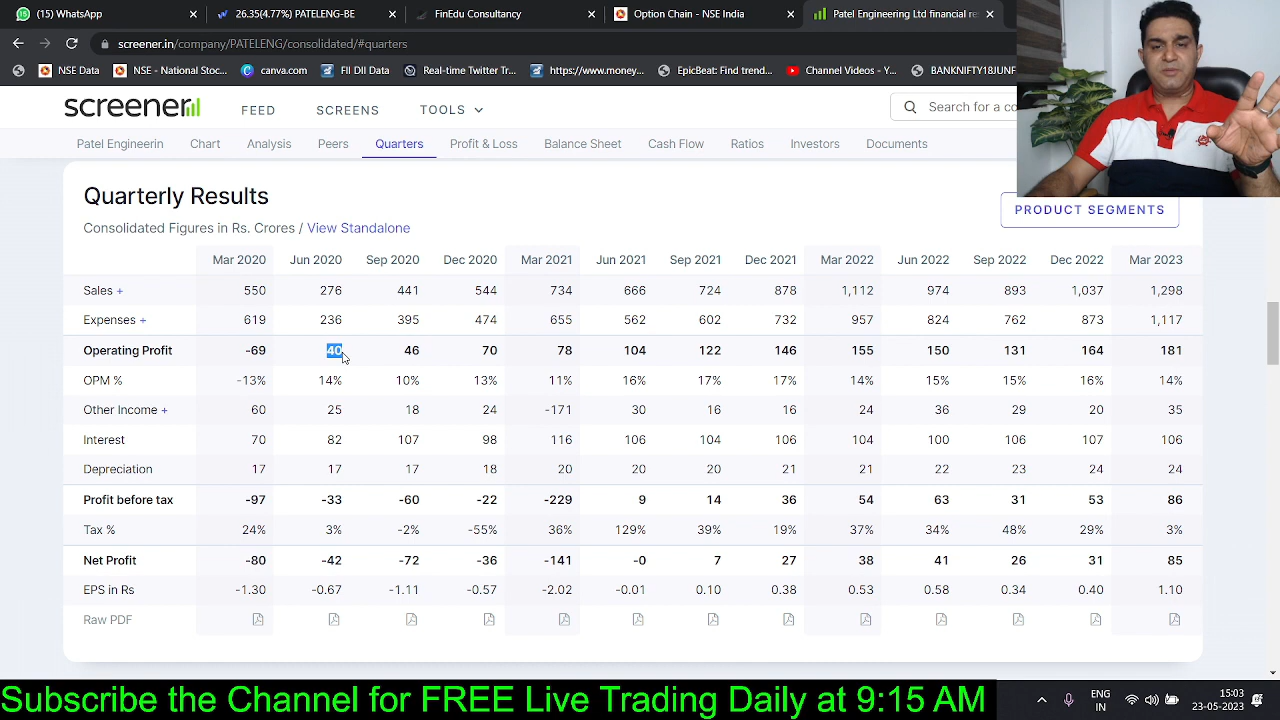 (1) WhatsApp
26.35(4.77%) PATELENG-
FinEdu Consultancy
Option Chain - NSE India
Patel Engineering Ltd financial re
screener.in/company/PATELENG/consolidated/#quarters
NSE Data
NSE - National - Stoc...
canva.com
FII DII Data
Real-time Currency - Tr...
https://www.money...
EpicBeat: Find trend...
Channel Videos - Y...
BANKNIFTY18JUNF
screener
FEED
SCREENS
TOOLS
Search for a co
Patel Engineerin
Chart
Analysis
Peers
Quarters
Profit & Loss
Balance Sheet
Cash Flow
Ratios
Investors
Documents
Quarterly Results
Consolidated Figures in Rs. Crores / View Standalone
PRODUCT SEGMENTS
Mar 2020 Jun 2020 Sep 2020 Dec 2020 Mar 2021 Jun 2021 Sep 2021 Dec 2021 Mar 2022 Jun 2022 Sep 2022 Dec 2022 Mar 2023
Sales + 550 276 441 544 734 666 724 878 1,112 974 893 1,037 1,298
Expenses + 619 236 395 474 655 562 602 732 957 824 762 873 1,117
Operating Profit -69 40 46 70 78 104 122 146 155 150 131 164 181
OPM % -13% 14% 10% 13% 11% 16% 17% 17% 14% 15% 15% 16% 14%
Other Income + 60 25 18 24 -171 30 16 16 24 36 29 20 35
Interest 70 82 107 98 116 106 104 106 104 100 106 107 106
Depreciation 17 17 17 18 20 20 20 21 21 22 23 24 24
Profit before tax -97 -33 -60 -22 -229 9 14 36 54 63 31 53 86
Tax % 24% 3% -2% -55% 36% 129% 39% 19% 37% 34% 48% 29% 3%
Net Profit -80 -42 -72 -36 -141 -0 7 27 38 41 26 31 85
EPS in Rs -1.30 -0.67 -1.11 -0.57 -2.02 -0.01 0.10 0.38 0.53 0.58 0.34 0.40 1.10
Raw PDF
Subscribe the Channel for FREE Live Trading Daily at 9:15 AM
ENG
IN
15:03
23-05-2023